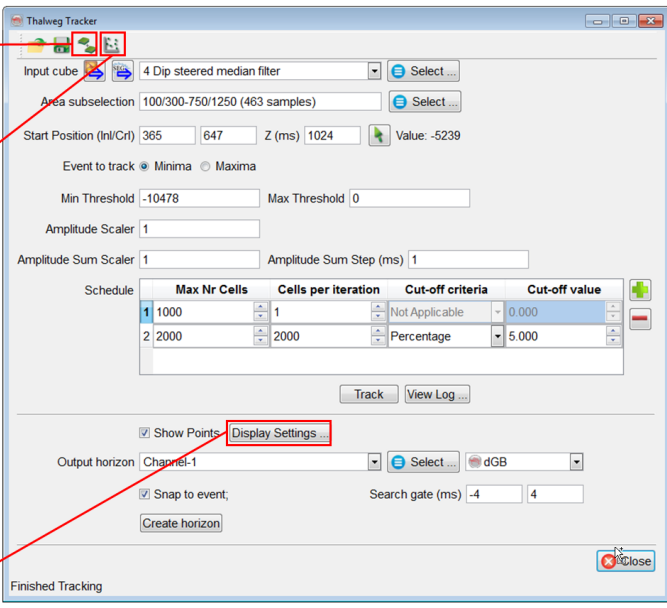 Thalweg Tracker
Input cube 4 Dip steered median filter Select ...
Area subselection 100/300-750/1250 (463 samples) Select ...
Start Position (Inl/Crl) 365 647 Z (ms) 1024 Value: -5239
Event to track Minima Maxima
Min Threshold -10478 Max Threshold 0
Amplitude Scaler 1
Amplitude Sum Scaler 1 Amplitude Sum Step (ms) 1
Schedule Max Nr Cells Cells per iteration Cut-off criteria Cut-off value
1 1000 1 Not Applicable 0.000
2 2000 2000 Percentage 5.000
Track View Log ...
Show Points Display Settings ...
Output horizon Channel-1 Select ... dGB
Snap to event; Search gate (ms) -4 4
Create horizon
Close
Finished Tracking